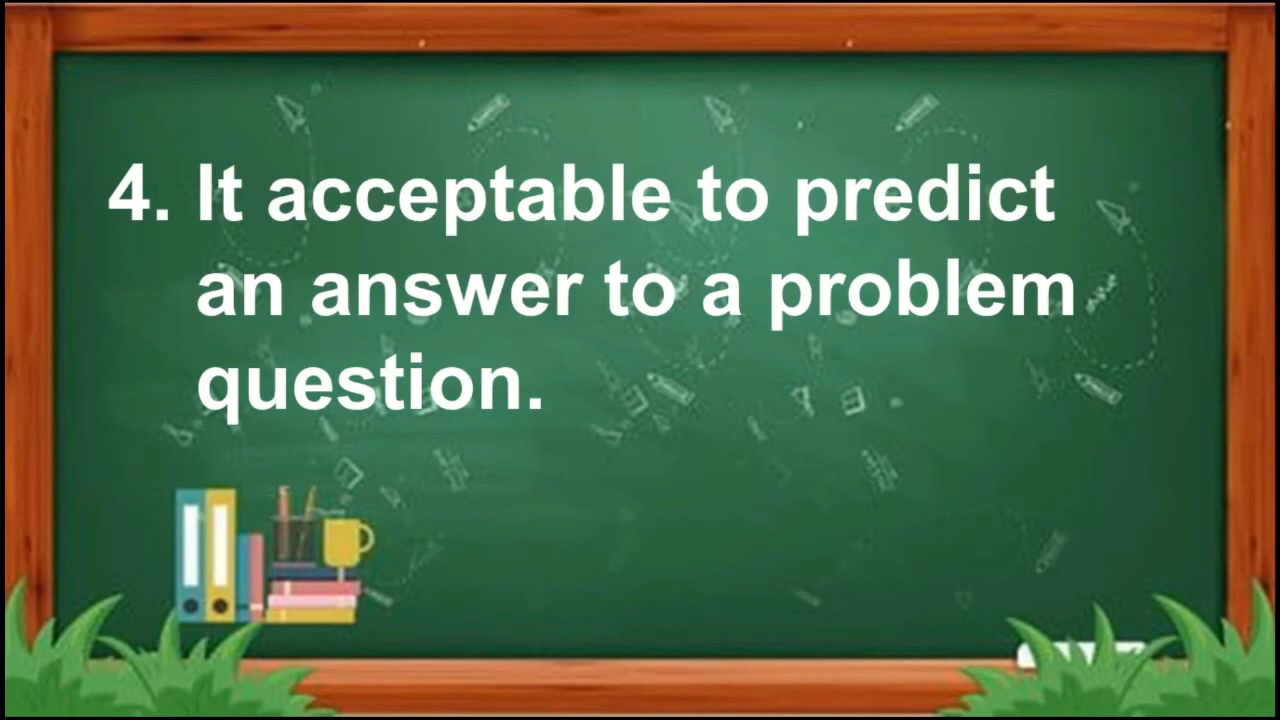 4. It acceptable to predict
an answer to a problem
question.